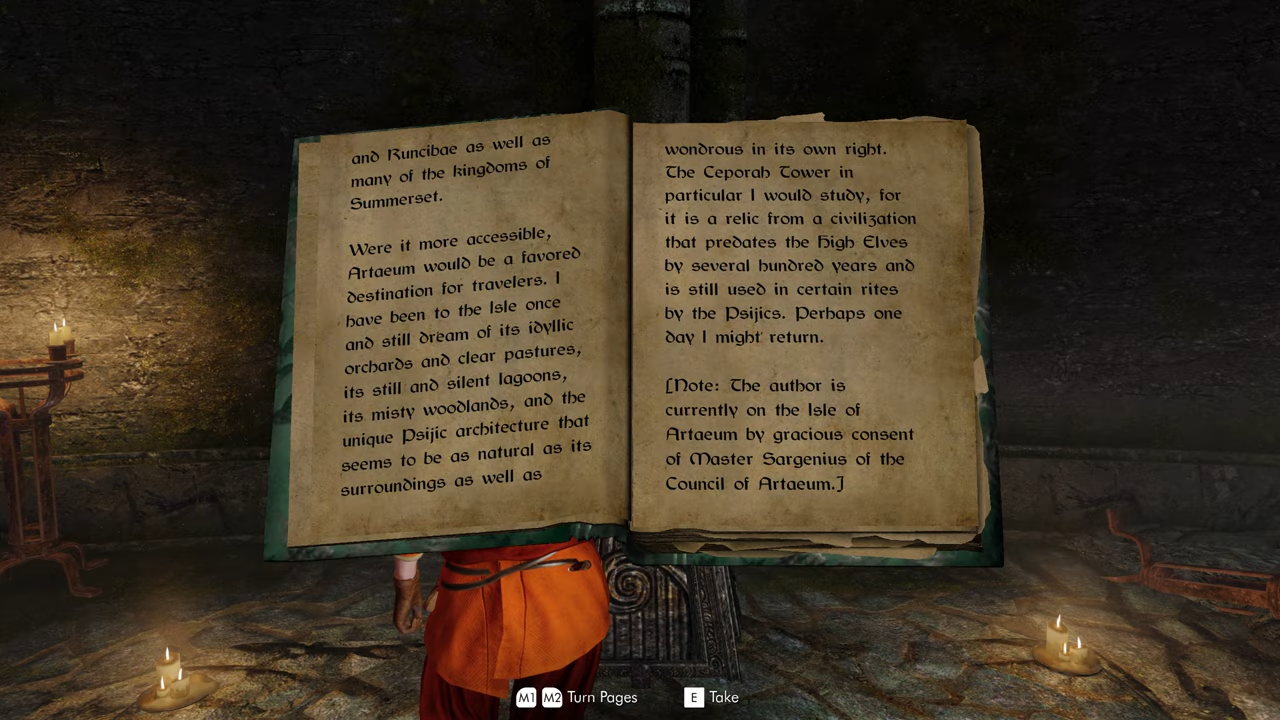 and Runcibae as well as
many of the kingdoms of
Summerset.
Were it more accessible,
Artaeum would be a favored
destination for travelers. I
have been to the Isle once
and still dream of its idyllic
orchards and clear pastures,
its still and silent lagoons,
its misty woodlands, and the
unique Psijic architecture that
seems to be as natural as its
surroundings as well as
wondrous in its own right.
The Ceporah Tower in
particular I would study, for
it is a relic from a civilization
that predates the High Elves
by several hundred years and
is still used in certain rites
by the Psijics. Perhaps one
day I might return.
[Note: The author is
currently on the Isle of
Artaeum by gracious consent
of Master Sargenius of the
Council of Artaeum.]
M1 M2 Turn Pages E Take